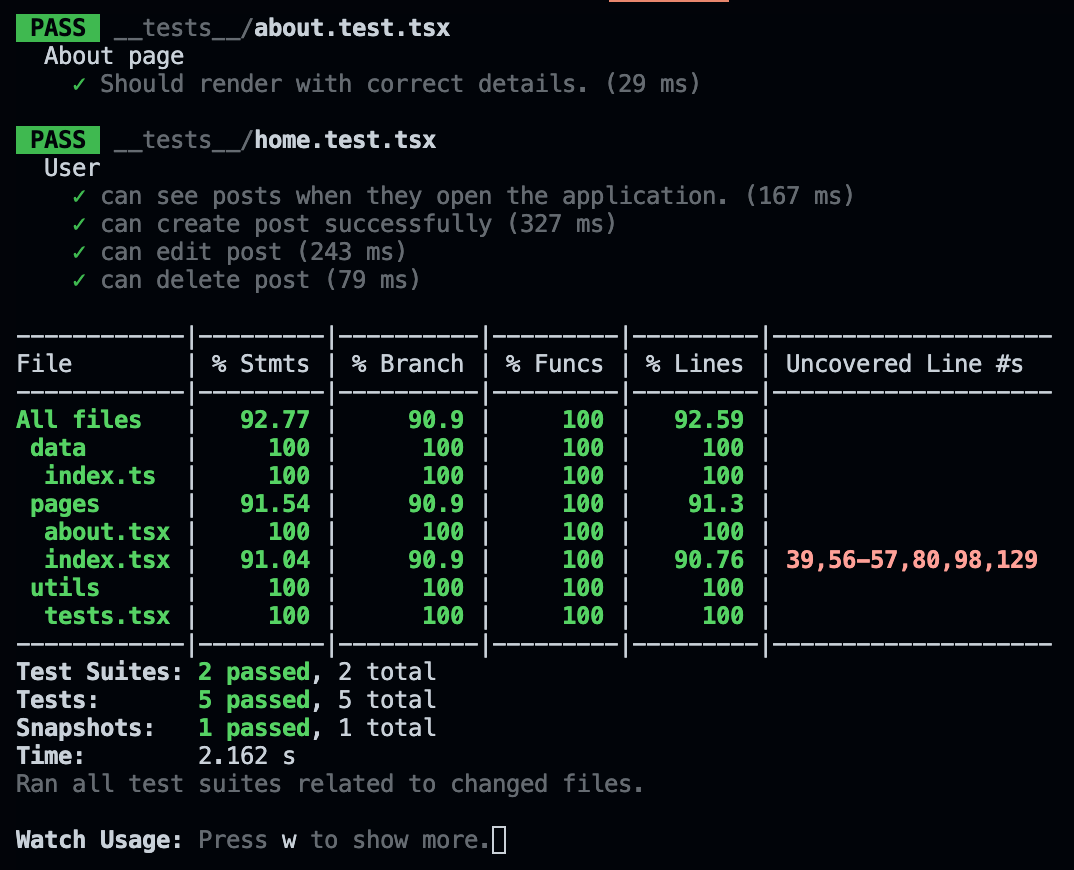 PASS __tests__/about.test.tsx
About page
✓ Should render with correct details. (29 ms)
PASS __tests__/home.test.tsx
User
✓ can see posts when they open the application. (167 ms)
✓ can create post successfully (327 ms)
✓ can edit post (243 ms)
✓ can delete post (79 ms)
------------|---------|----------|---------|---------|--------------------
File | % Stmts | % Branch | % Funcs | % Lines | Uncovered Line #s
------------|---------|----------|---------|---------|--------------------
All files | 92.77 | 90.9 | 100 | 92.59 |
data | 100 | 100 | 100 | 100 |
index.ts | 100 | 100 | 100 | 100 |
pages | 91.54 | 90.9 | 100 | 91.3 |
about.tsx | 100 | 100 | 100 | 100 |
index.tsx | 91.04 | 90.9 | 100 | 90.76 | 39,56-57,80,98,129
utils | 100 | 100 | 100 | 100 |
tests.tsx | 100 | 100 | 100 | 100 |
------------|---------|----------|---------|---------|--------------------
Test Suites: 2 passed, 2 total
Tests: 5 passed, 5 total
Snapshots: 1 passed, 1 total
Time: 2.162 s
Ran all test suites related to changed files.
Watch Usage: Press w to show more.